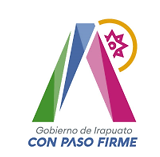 Gobierno de Irapuato
CON PASO FIRME